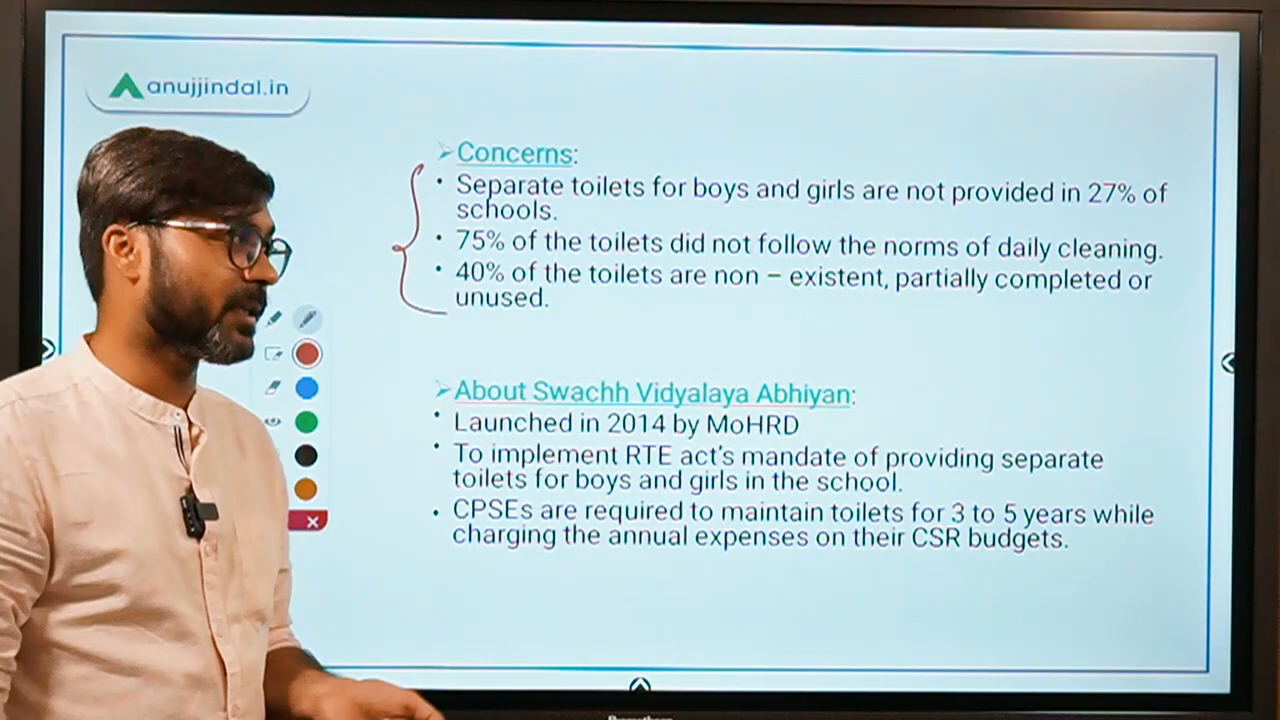 anujjindal.in
Concerns:
• Separate toilets for boys and girls are not provided in 27% of
schools.
• 75% of the toilets did not follow the norms of daily cleaning.
• 40% of the toilets are non – existent, partially completed or
unused.
About Swachh Vidyalaya Abhiyan:
• Launched in 2014 by MoHRD
• To implement RTE act's mandate of providing separate
toilets for boys and girls in the school.
• CPSEs are required to maintain toilets for 3 to 5 years while
charging the annual expenses on their CSR budgets.